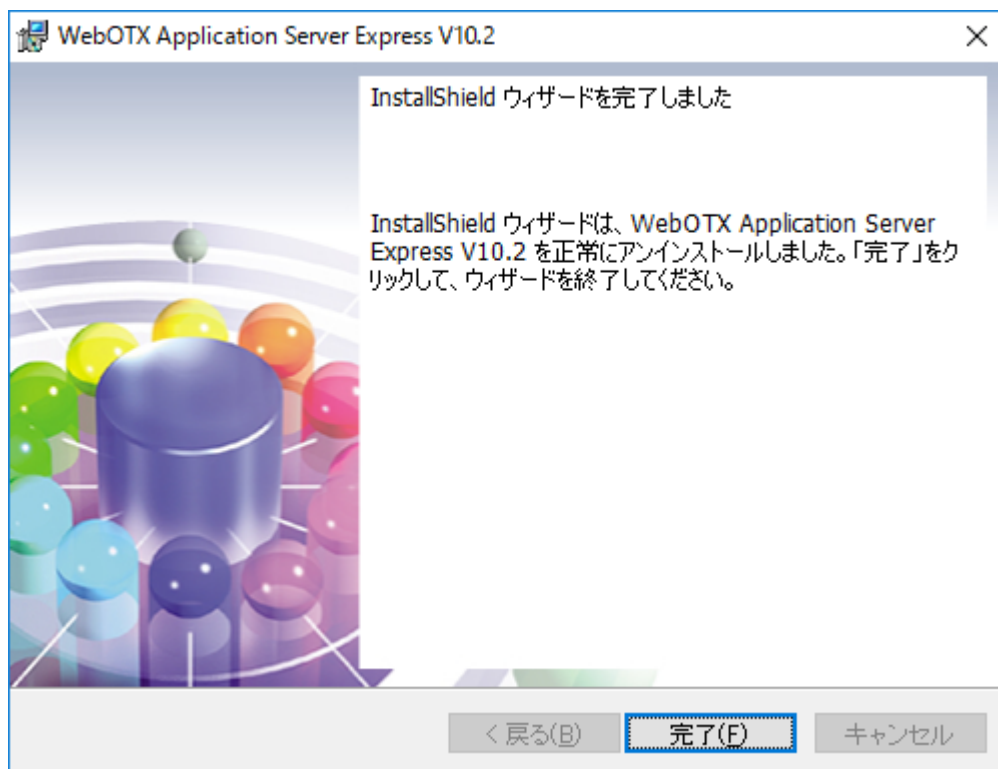 WebOTX Application Server Express V10.2
InstallShield ウィザードを完了しました
InstallShield ウィザードは、WebOTX Application Server
Express V10.2 を正常にアンインストールしました。「完了」をク
リックして、ウィザードを終了してください。
< 戻る(B)
完了(F)
キャンセル